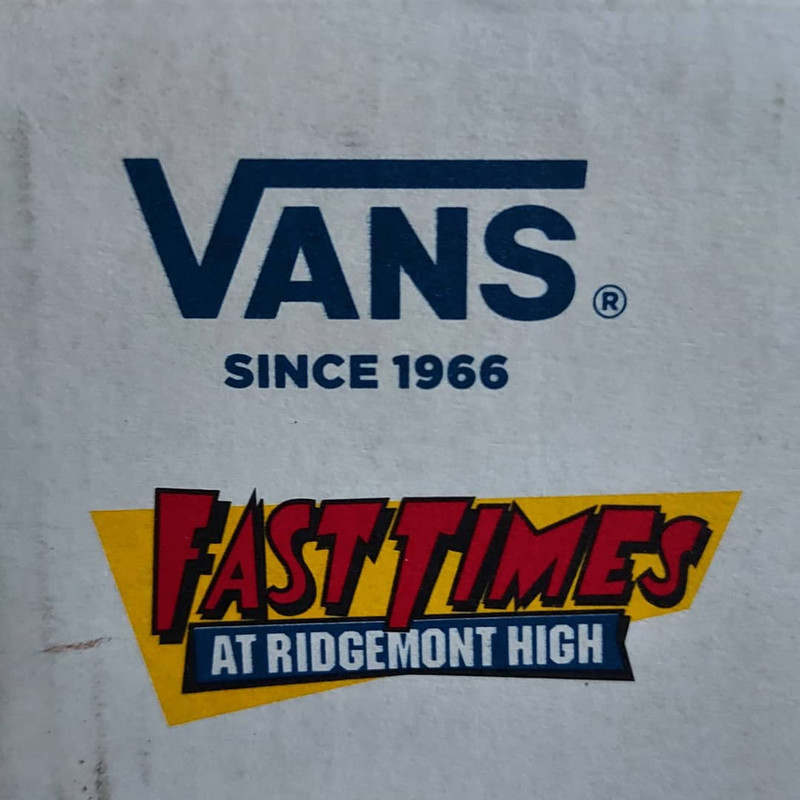 VANS®
SINCE 1966
FAST TIMES
AT RIDGEMONT HIGH